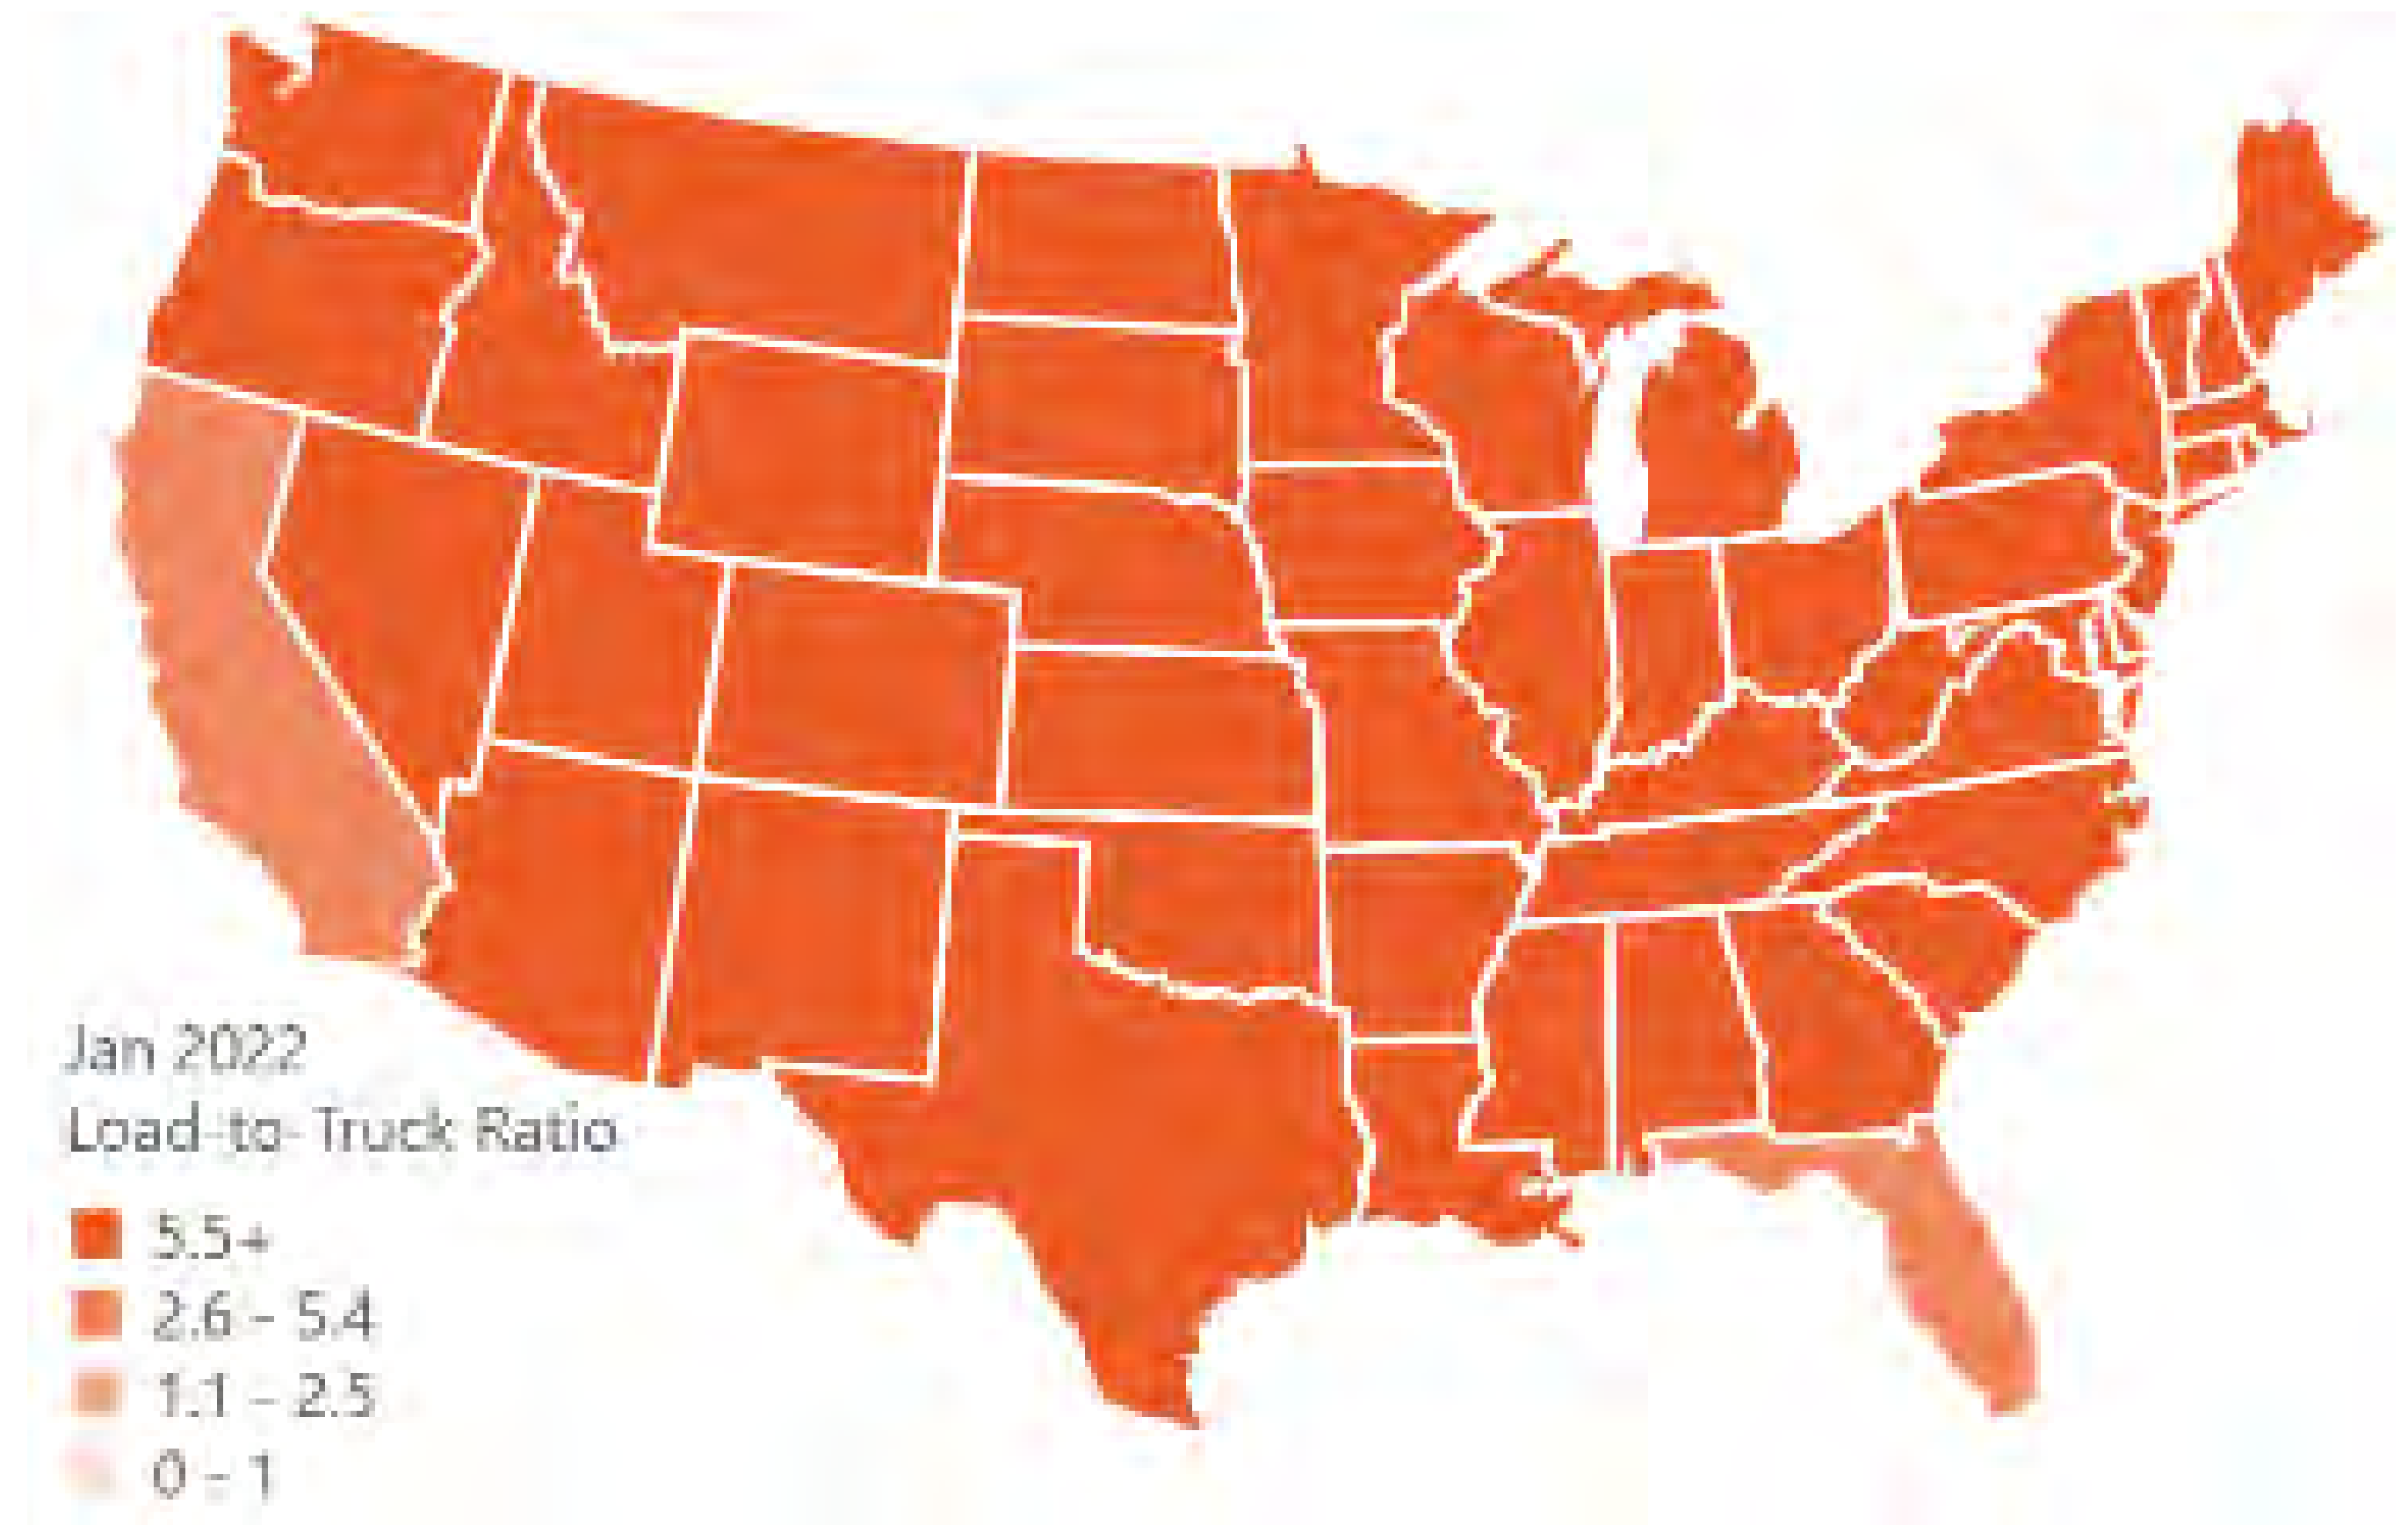 Jan 2022
Load-to-Truck Ratio
5.5+
2.6 - 5.4
1.1 - 2.5
0 - 1